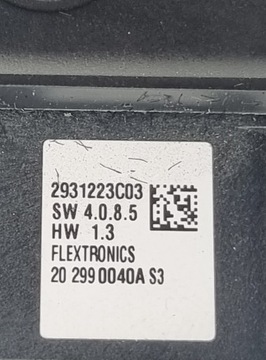 2931223C03
SW 4.0.8.5
HW 1.3
FLEXTRONICS
20 299 0040A S3